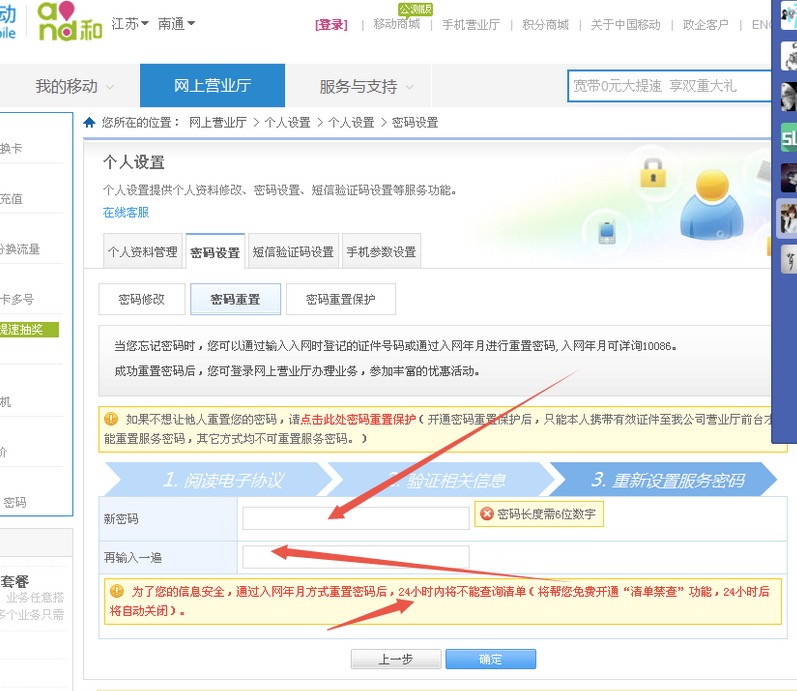 动
bile
and和
江苏
南通
[登录]
移动商城
公测版
手机营业厅
积分商城
关于中国移动
政企客户
EN
我的移动
网上营业厅
服务与支持
宽带0元大提速 享双重大礼
您所在的位置： 网上营业厅 > 个人设置 > 个人设置 > 密码设置
换卡
充值
分换流量
卡多号
提速抽奖
机
价
密码
套餐
业务任意搭
多个业务只需
个人设置
个人设置提供个人资料修改、密码设置、短信验证码设置等服务功能。
在线客服
个人资料管理
密码设置
短信验证码设置
手机参数设置
密码修改
密码重置
密码重置保护
当您忘记密码时，您可以通过输入入网时登记的证件号码或通过入网年月进行重置密码,入网年月可详询10086。
成功重置密码后，您可登录网上营业厅办理业务，参加丰富的优惠活动。
如果不想让他人重置您的密码，请点击此处密码重置保护（开通密码重置保护后，只能本人携带有效证件至我公司营业厅前台才
能重置服务密码，其它方式均不可重置服务密码。）
1. 阅读电子协议
2. 验证相关信息
3. 重新设置服务密码
新密码
密码长度需6位数字
再输入一遍
为了您的信息安全，通过入网年月方式重置密码后，24小时内将不能查询清单（将帮您免费开通“清单禁查”功能，24小时后
将自动关闭）。
上一步
确定